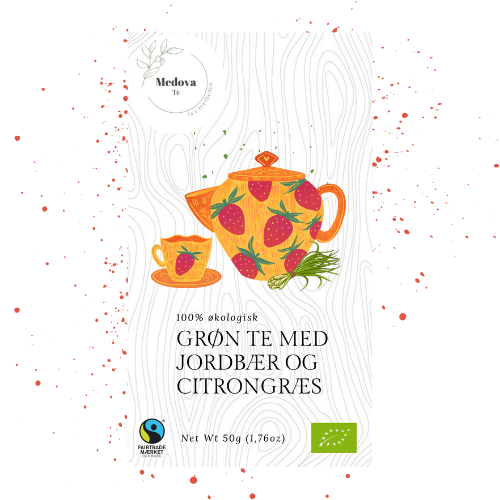 Medova
Te
100% økologisk
GRØN TE MED
JORDBÆR OG
CITRONGRÆS
FAIRTRADE
MÆRKET
Net Wt 50g (1,76oz)